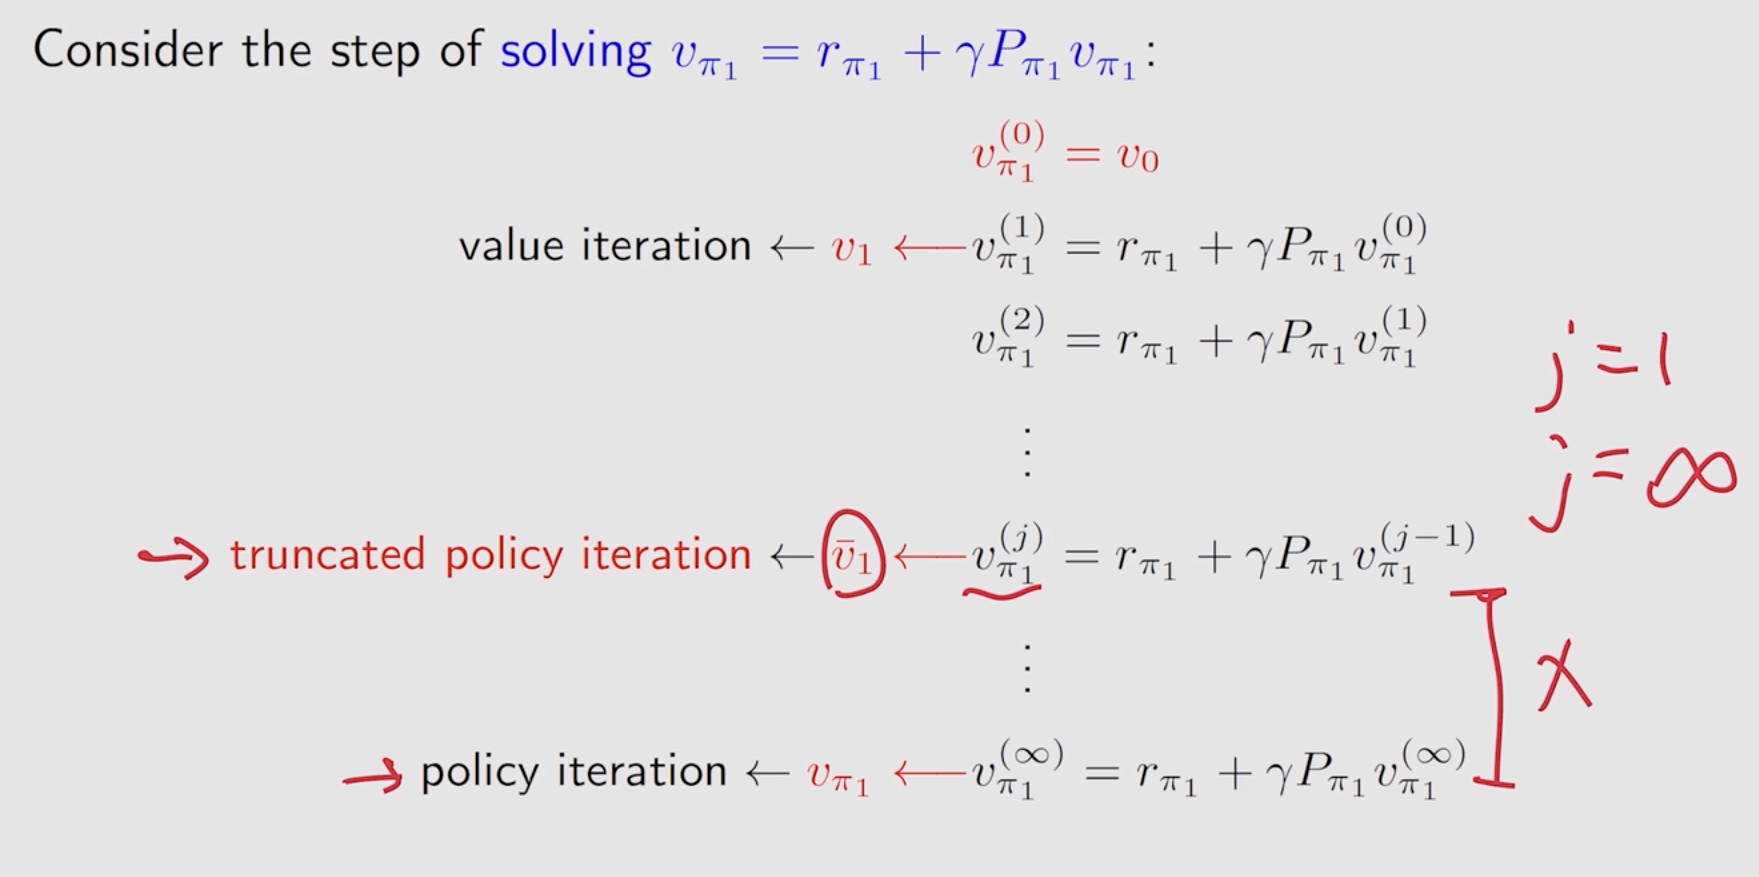 Consider the step of solving $v_{\pi_1} = r_{\pi_1} + \gamma P_{\pi_1} v_{\pi_1}$:
$v_{\pi_1}^{(0)} = v_0$
value iteration $\leftarrow v_1 \longleftarrow v_{\pi_1}^{(1)} = r_{\pi_1} + \gamma P_{\pi_1} v_{\pi_1}^{(0)}$
$v_{\pi_1}^{(2)} = r_{\pi_1} + \gamma P_{\pi_1} v_{\pi_1}^{(1)}$
j = 1
⋮
j = ∞
→ truncated policy iteration $\leftarrow \bar{v}_1 \longleftarrow v_{\pi_1}^{(j)} = r_{\pi_1} + \gamma P_{\pi_1} v_{\pi_1}^{(j-1)}$
⋮
x
→ policy iteration $\leftarrow v_{\pi_1} \longleftarrow v_{\pi_1}^{(\infty)} = r_{\pi_1} + \gamma P_{\pi_1} v_{\pi_1}^{(\infty)}$